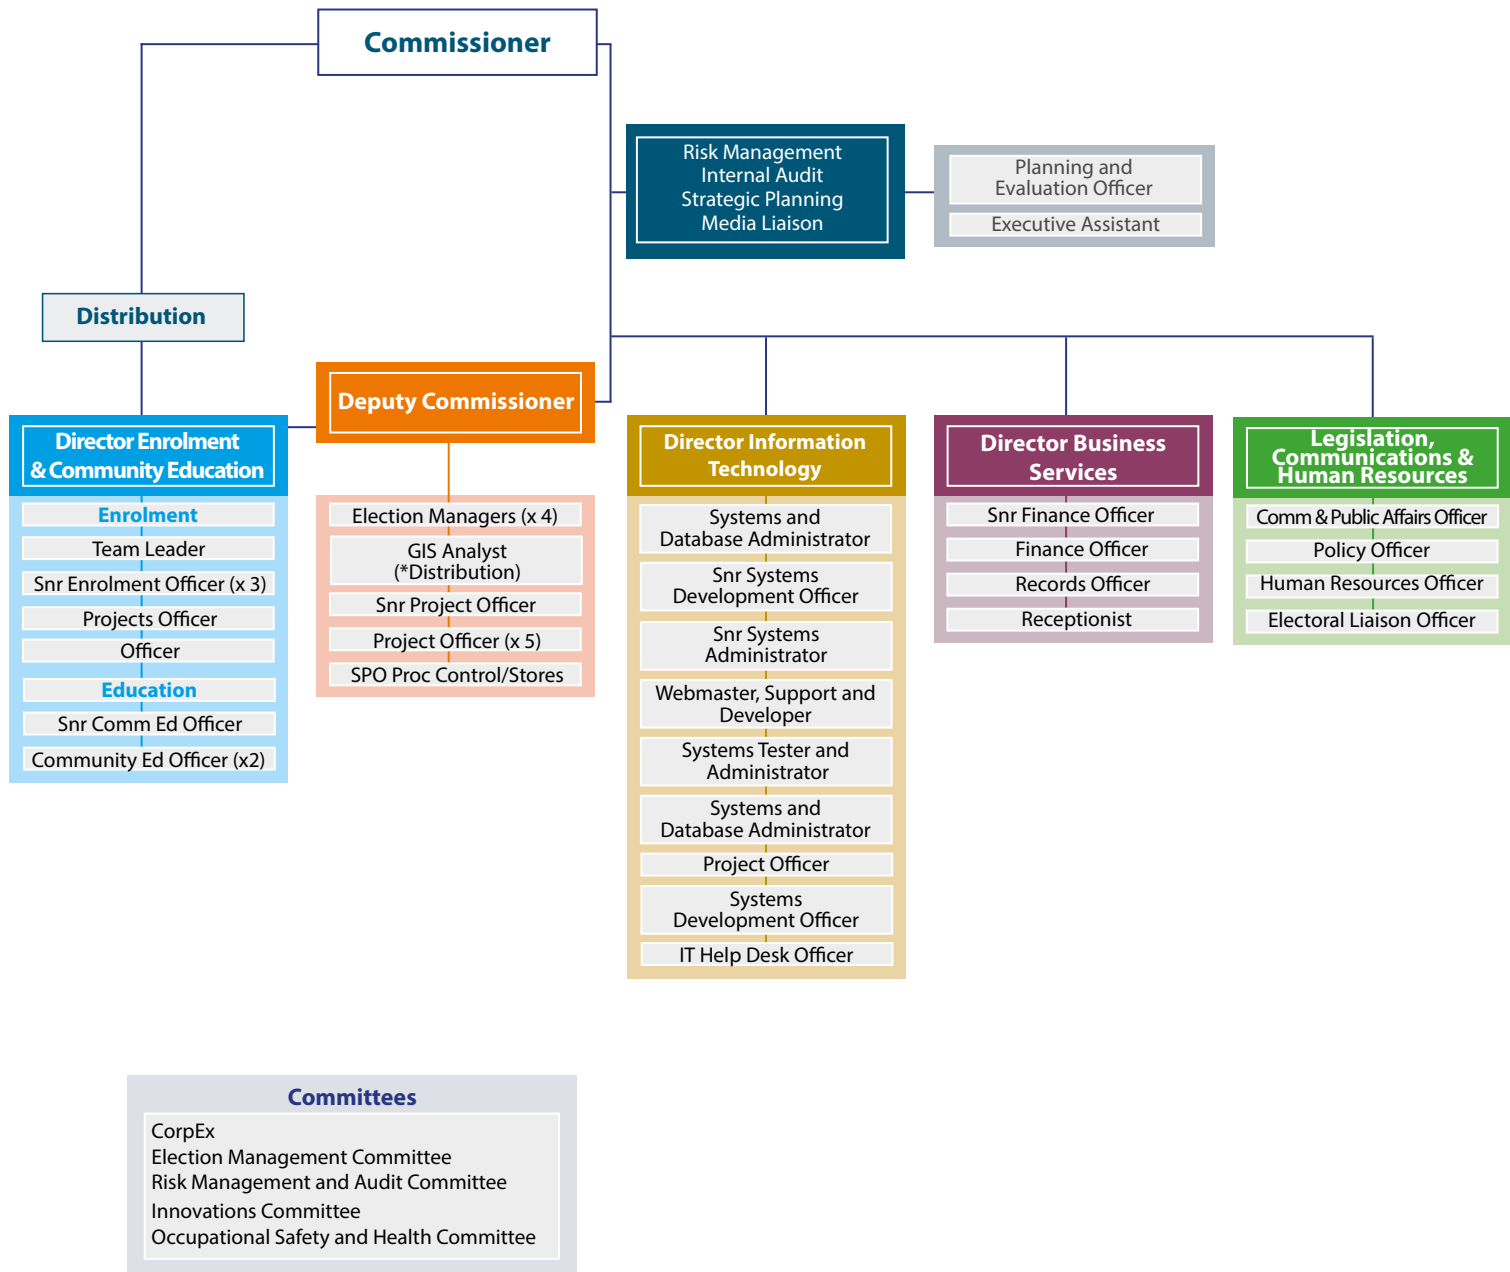 Commissioner
Risk Management
Internal Audit
Strategic Planning
Media Liaison
Planning and
Evaluation Officer
Executive Assistant
Distribution
Deputy Commissioner
Director Enrolment
& Community Education
Enrolment
Team Leader
Snr Enrolment Officer (x 3)
Projects Officer
Officer
Education
Snr Comm Ed Officer
Community Ed Officer (x2)
Election Managers (x 4)
GIS Analyst
(*Distribution)
Snr Project Officer
Project Officer (x 5)
SPO Proc Control/Stores
Director Information
Technology
Systems and
Database Administrator
Snr Systems
Development Officer
Snr Systems
Administrator
Webmaster, Support and
Developer
Systems Tester and
Administrator
Systems and
Database Administrator
Project Officer
Systems
Development Officer
IT Help Desk Officer
Director Business
Services
Snr Finance Officer
Finance Officer
Records Officer
Receptionist
Legislation,
Communications &
Human Resources
Comm & Public Affairs Officer
Policy Officer
Human Resources Officer
Electoral Liaison Officer
Committees
CorpEx
Election Management Committee
Risk Management and Audit Committee
Innovations Committee
Occupational Safety and Health Committee